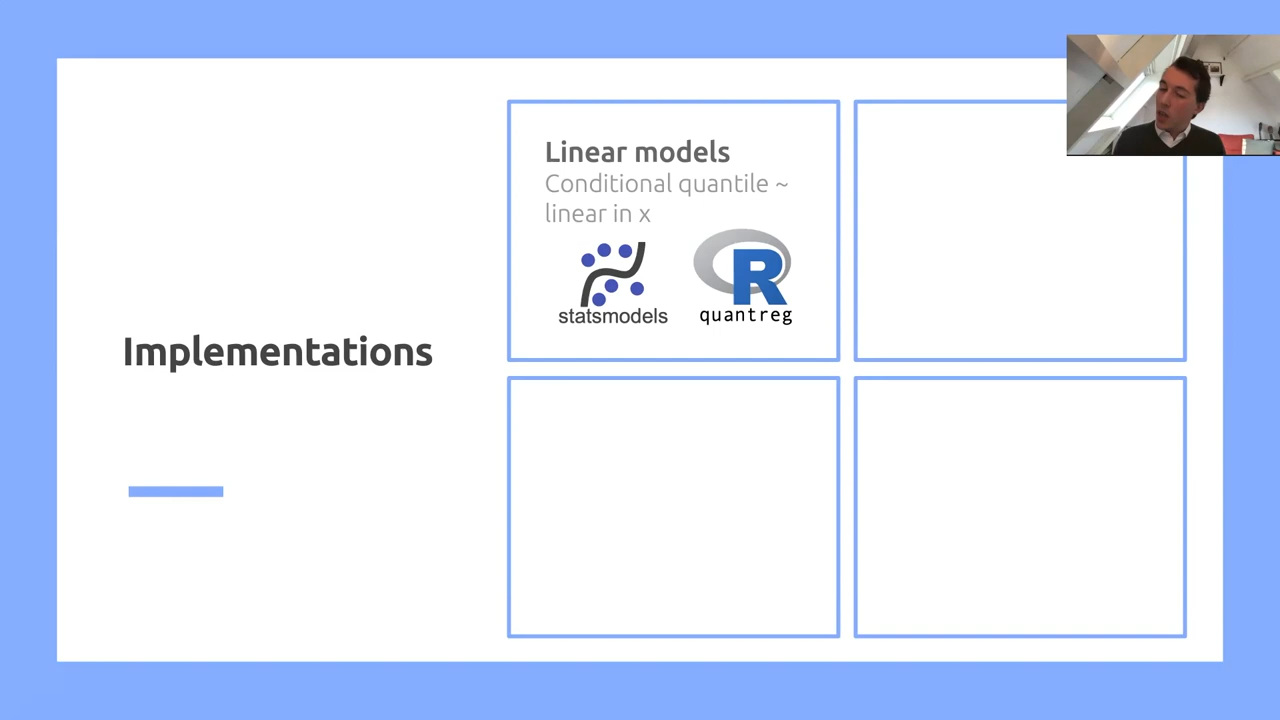 Implementations
Linear models
Conditional quantile ~
linear in x
statsmodels
R
quantreg